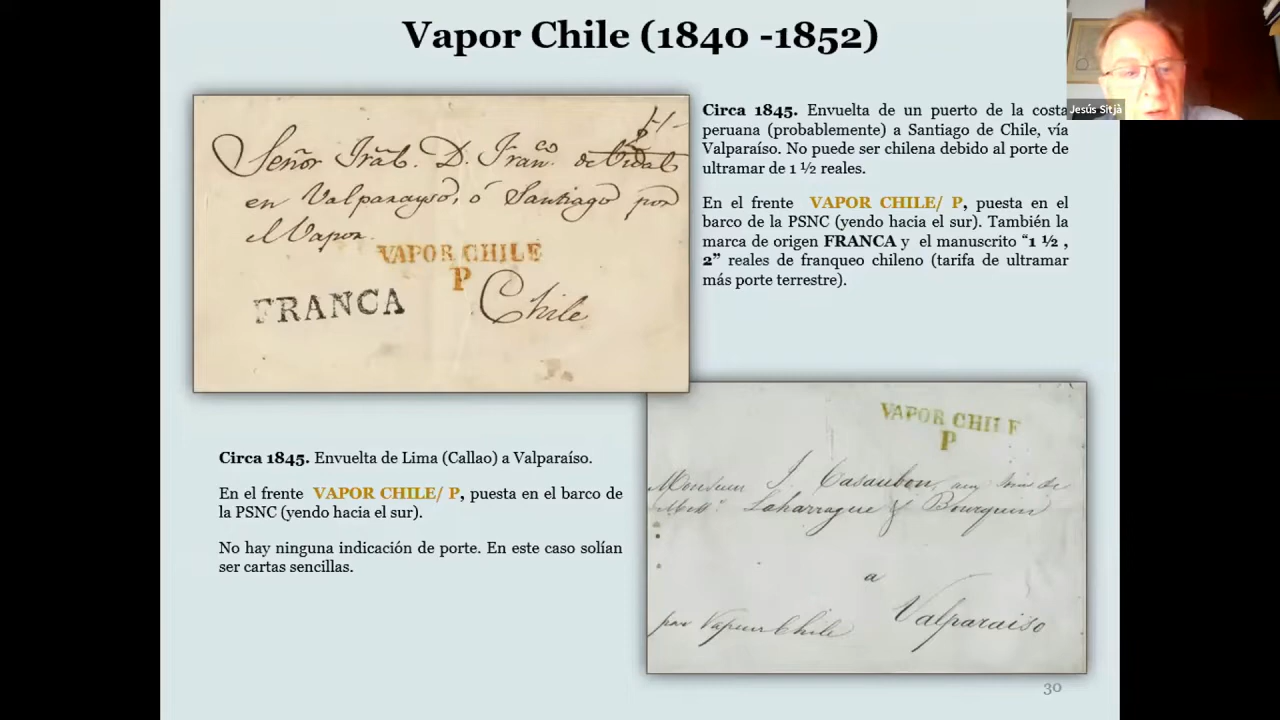 Vapor Chile (1840 -1852)
Jesús Sitjà
Señor Gral. D. Fran.co de Vidal
en Valparayso, ó Santiago por
el Vapor.
VAPOR CHILE
P
FRANCA
Chile
Circa 1845. Envuelta de un puerto de la costa
peruana (probablemente) a Santiago de Chile, vía
Valparaíso. No puede ser chilena debido al porte de
ultramar de 1 ½ reales.
En el frente VAPOR CHILE/ P, puesta en el
barco de la PSNC (yendo hacia el sur). También la
marca de origen FRANCA y el manuscrito “1 ½ ,
2” reales de franqueo chileno (tarifa de ultramar
más porte terrestre).
Circa 1845. Envuelta de Lima (Callao) a Valparaíso.
En el frente VAPOR CHILE/ P, puesta en el barco de
la PSNC (yendo hacia el sur).
No hay ninguna indicación de porte. En este caso solían
ser cartas sencillas.
VAPOR CHILE
P
Monsieur J. Casaubon
Laharrague & Bourguin
a
Valparaiso
par Vapeur Chile
30